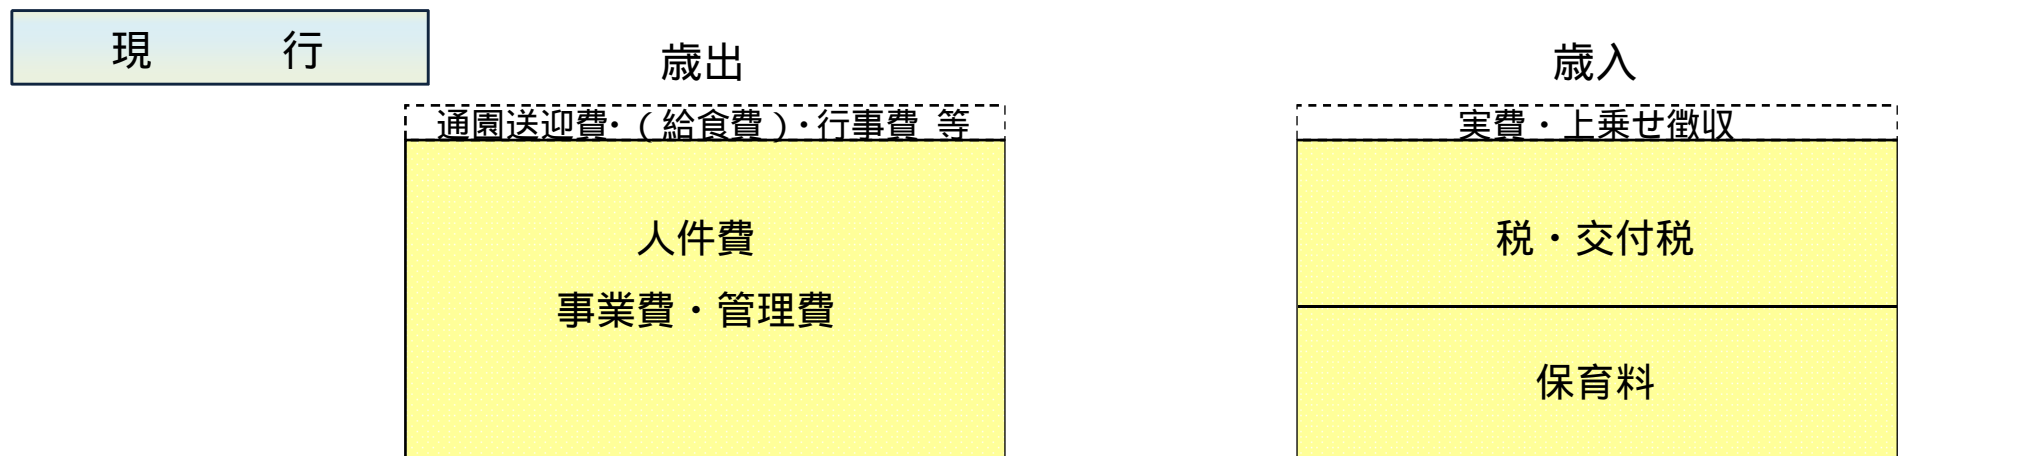 現　行
歳出
歳入
通園送迎費・(給食費)・行事費 等
実費・上乗せ徴収
人件費
事業費・管理費
税・交付税
保育料